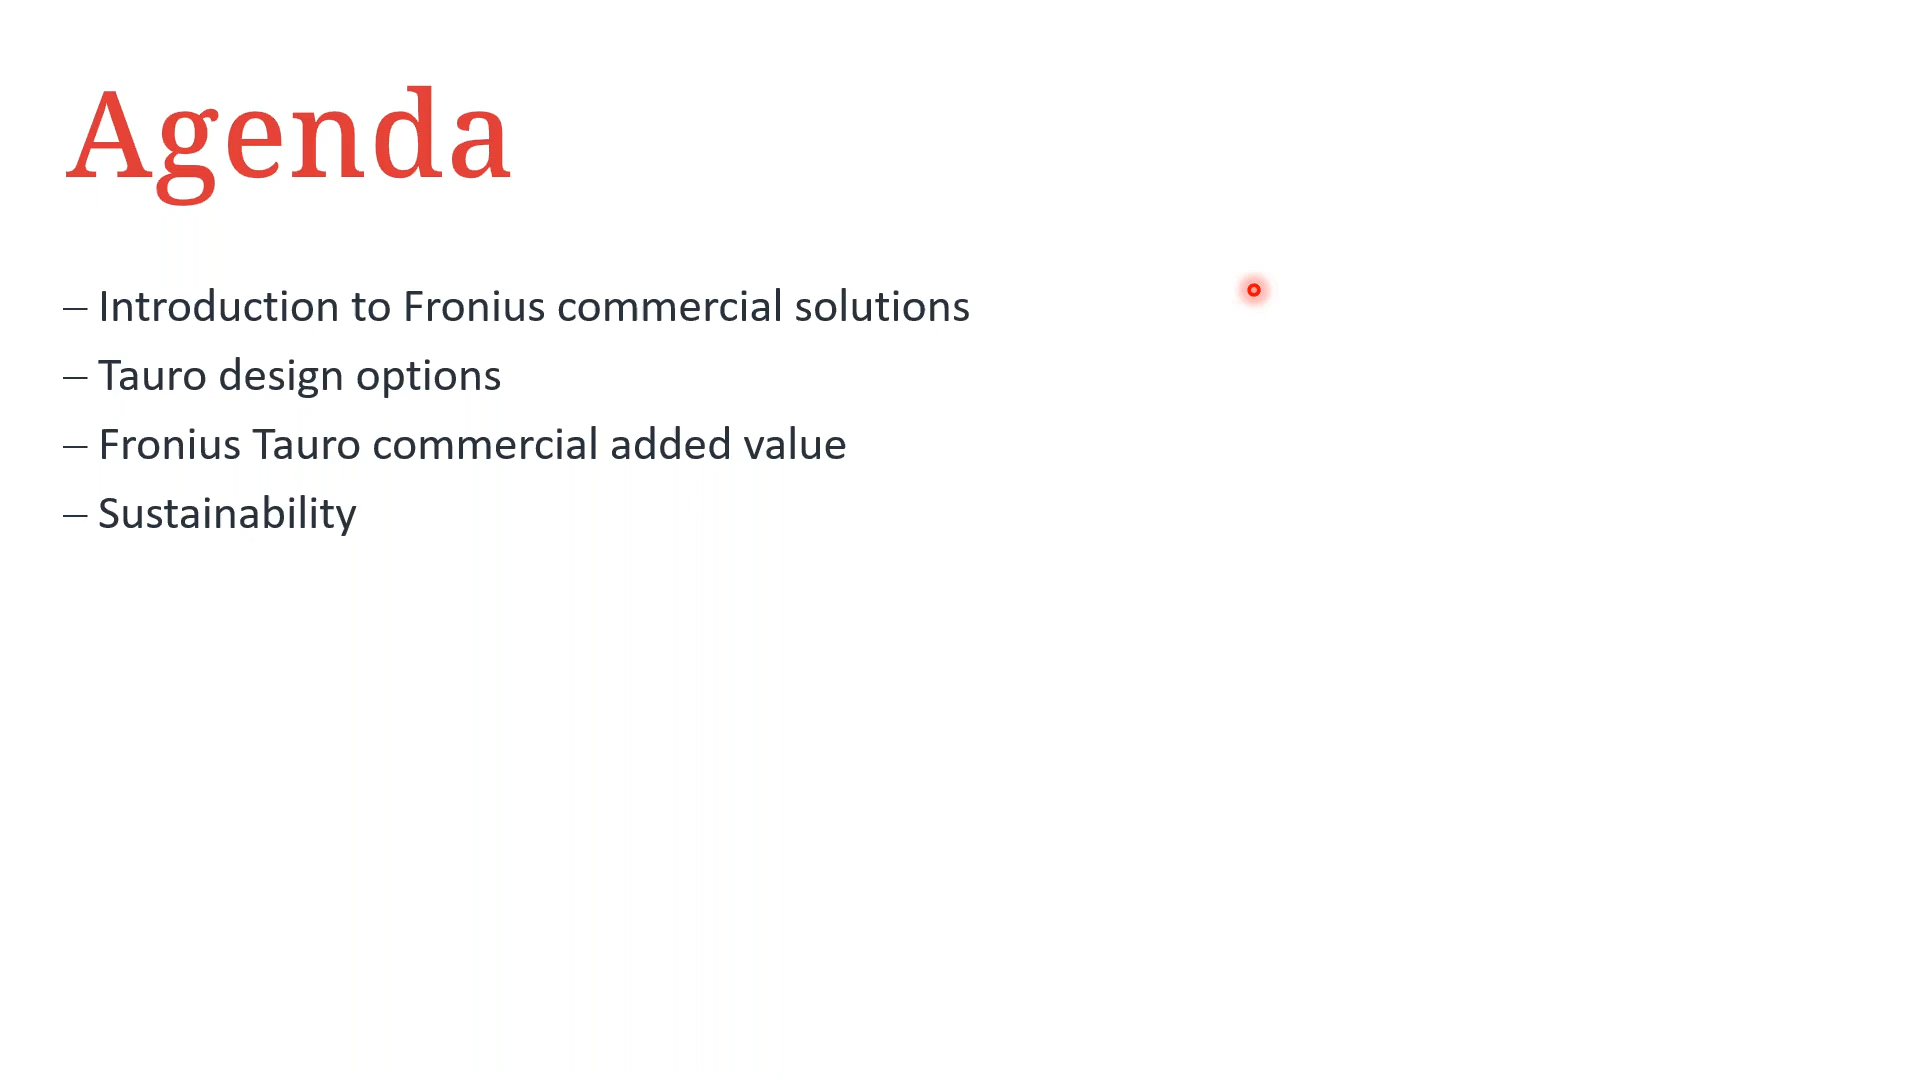 Agenda
– Introduction to Fronius commercial solutions
– Tauro design options
– Fronius Tauro commercial added value
– Sustainability